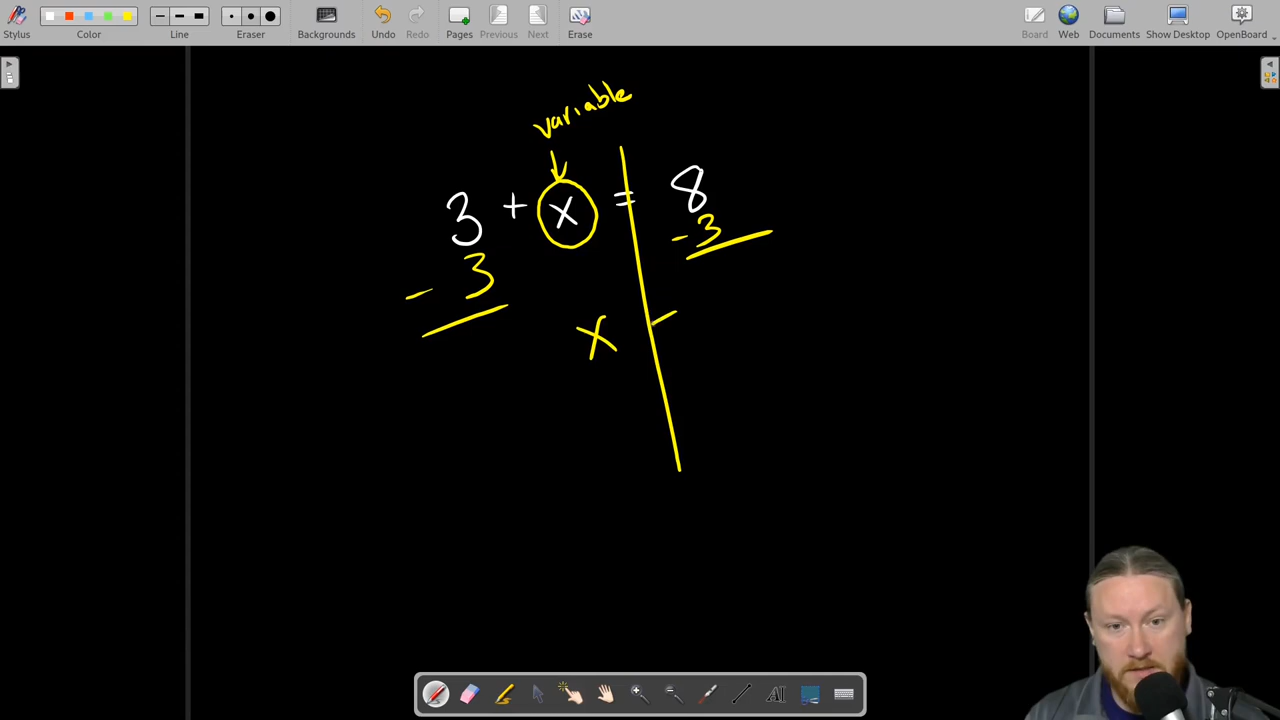 Stylus Color Line Eraser Backgrounds Undo Redo Pages Previous Next Erase Board Web Documents Show Desktop OpenBoard
variable
3 + x = 8
- 3 - 3
x -
AI